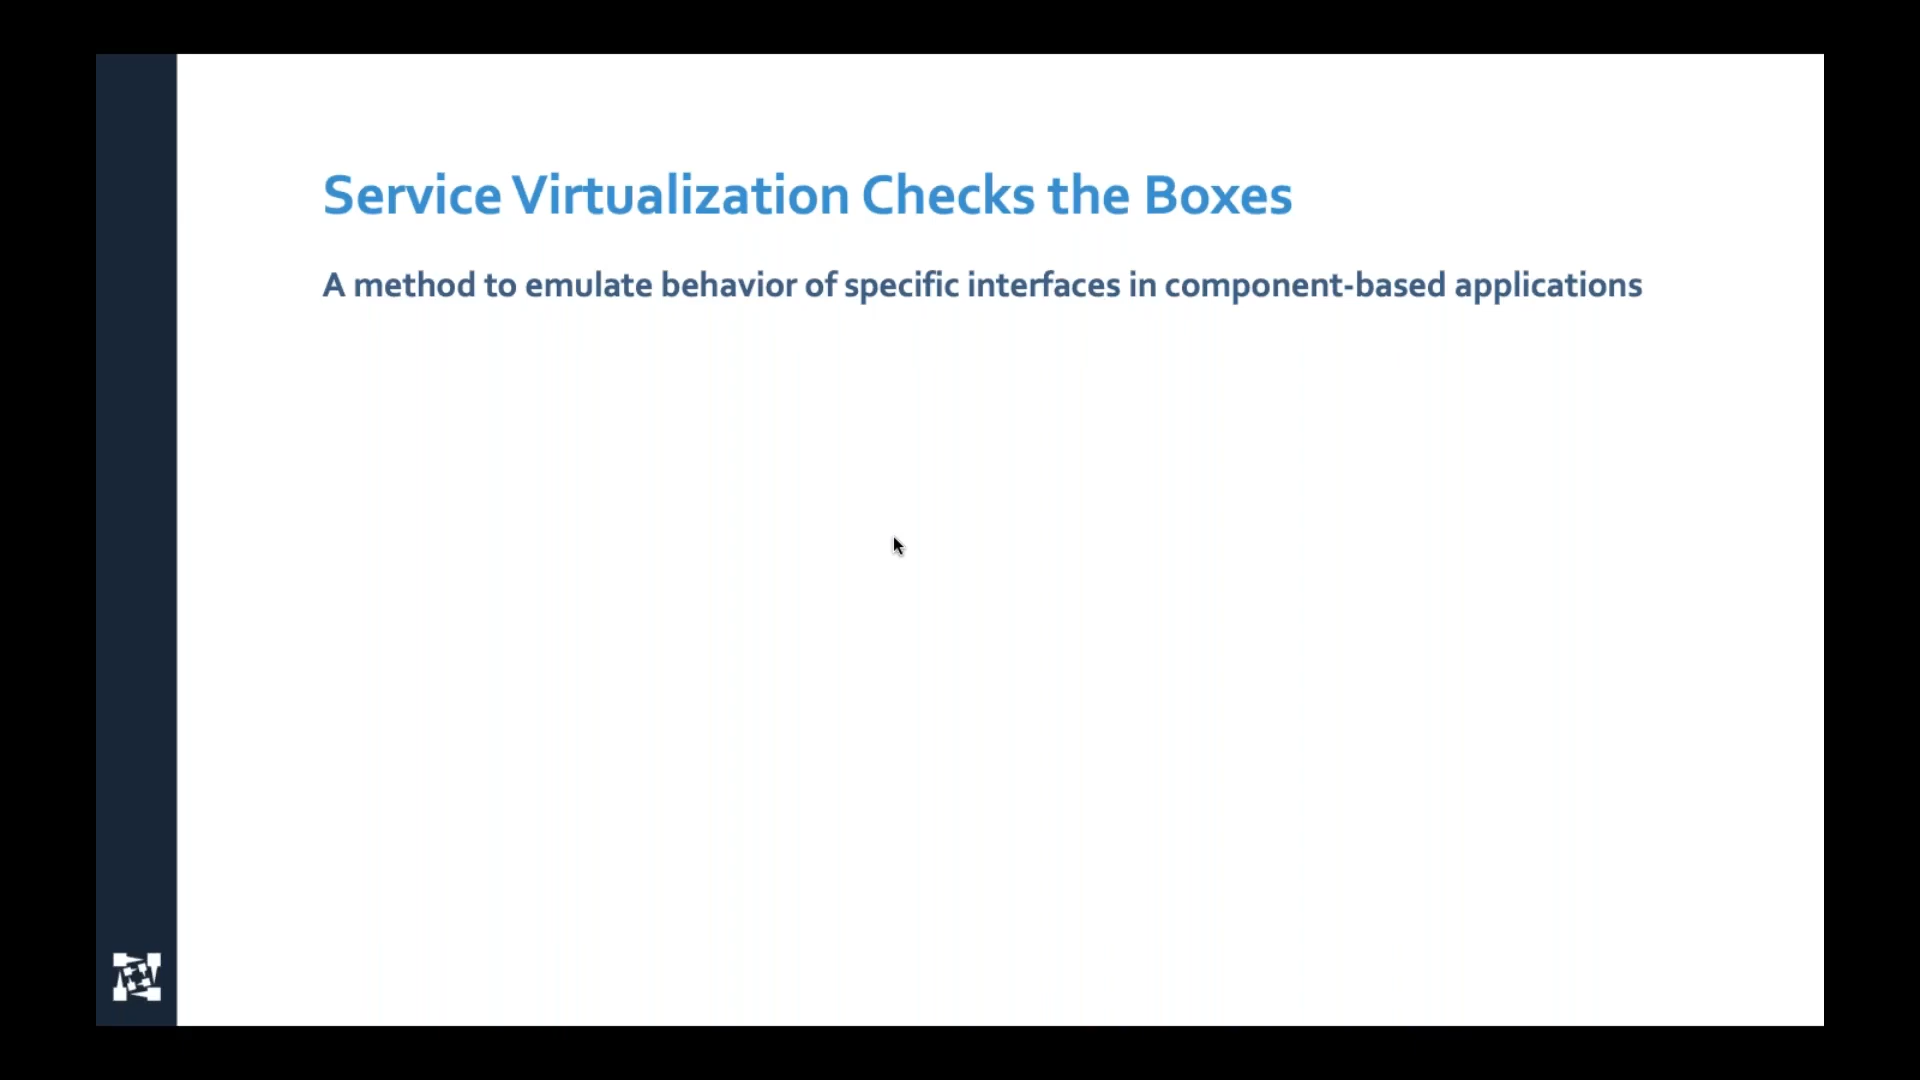 Service Virtualization Checks the Boxes
A method to emulate behavior of specific interfaces in component-based applications